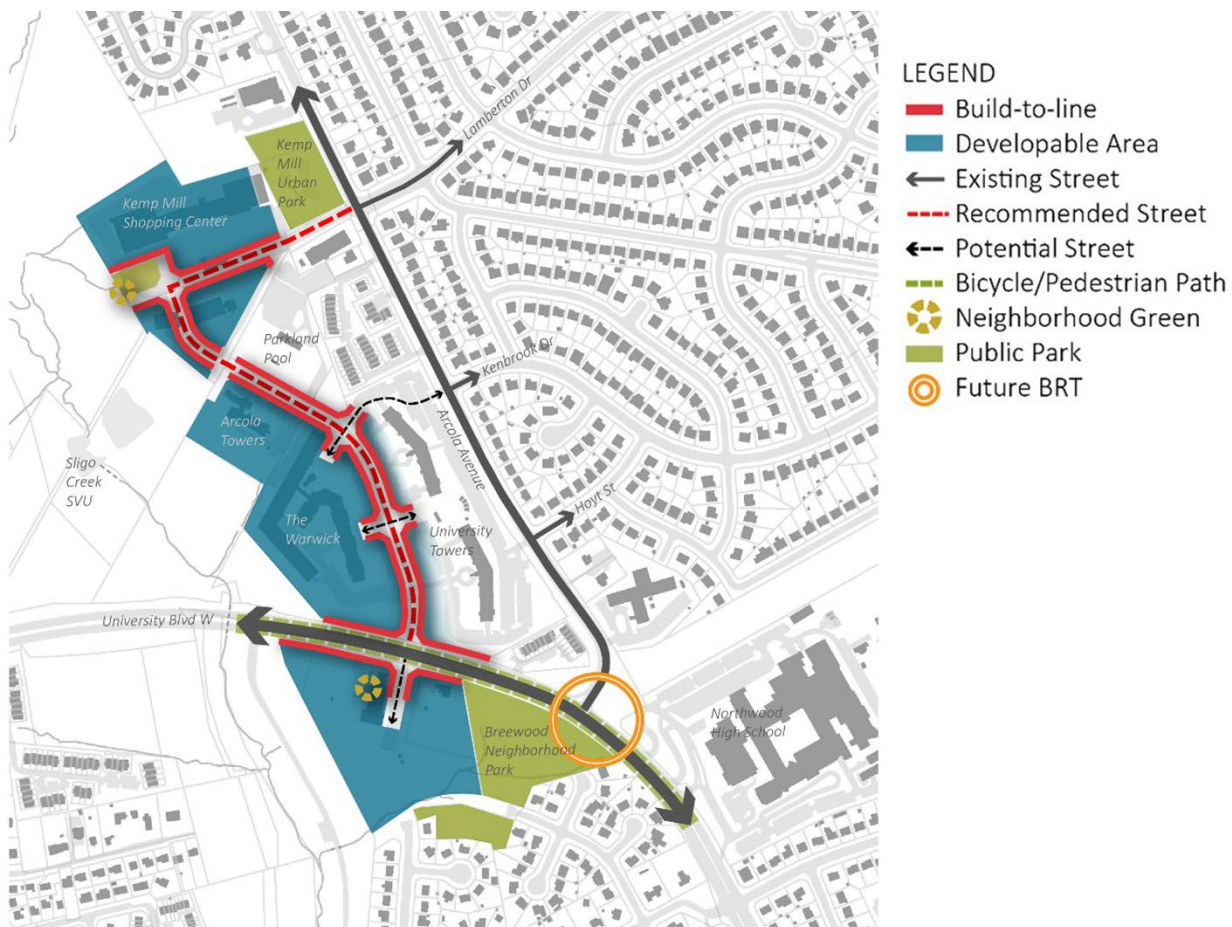 Kemp
Mill
Urban
Park
Lamberton Dr
Kemp Mill
Shopping Center
Parkland
Pool
Kenbrook Dr
Arcola
Towers
Arcola Avenue
Sligo
Creek
SVU
The
Warwick
University
Towers
Hoyt St
University Blvd W
Breewood
Neighborhood
Park
Northwood
High School
LEGEND
Build-to-line
Developable Area
Existing Street
Recommended Street
Potential Street
Bicycle/Pedestrian Path
Neighborhood Green
Public Park
Future BRT